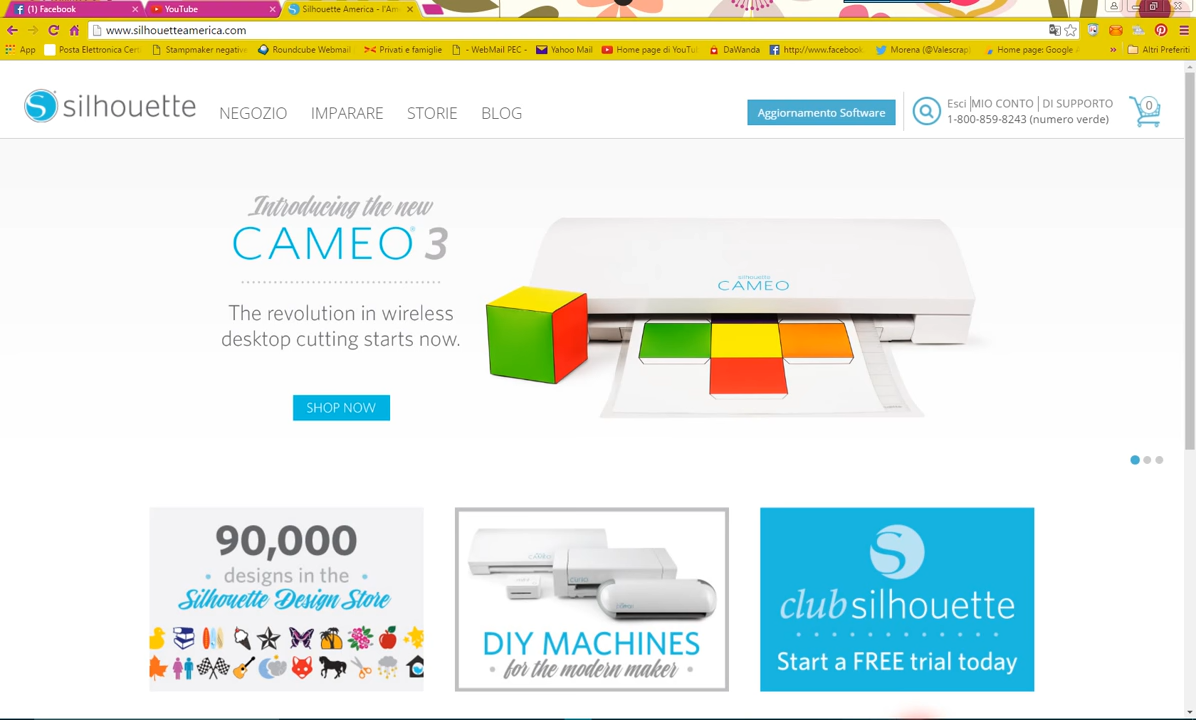 (1) Facebook
YouTube
Silhouette America - l'Am
www.silhouetteamerica.com
App
Posta Elettronica Cert
Stampmaker negative
Roundcube Webmail
Privati e famiglie
- WebMail PEC -
Yahoo Mail
Home page di YouTu
DaWanda
http://www.facebook.
Morena (@Valescrap
Home page: Google A
»
Altri Preferiti
silhouette
NEGOZIO
IMPARARE
STORIE
BLOG
Aggiornamento Software
Esci |MIO CONTO | DI SUPPORTO
1-800-859-8243 (numero verde)
0
Introducing the new
CAMEO® 3
The revolution in wireless
desktop cutting starts now.
SHOP NOW
silhouette
CAMEO
90,000
• designs in the •
Silhouette Design Store
DIY MACHINES
• for the modern maker •
club silhouette
Start a FREE trial today